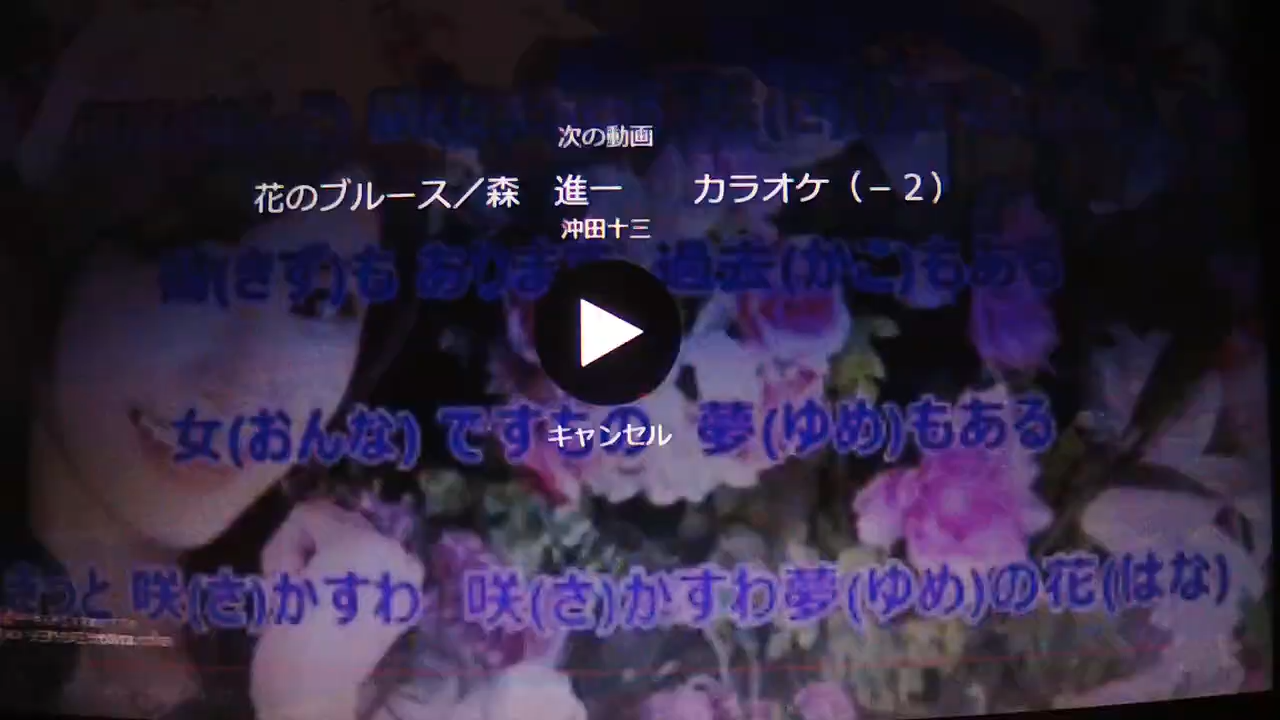 次の動画
花のブルース／森　進一　　カラオケ（－２）
沖田十三
傷(きず)も あります 過去(かこ)もある
女(おんな) ですもの 夢(ゆめ)もある
キャンセル
きっと 咲(さ)かすわ 咲(さ)かすわ夢(ゆめ)の花(はな)